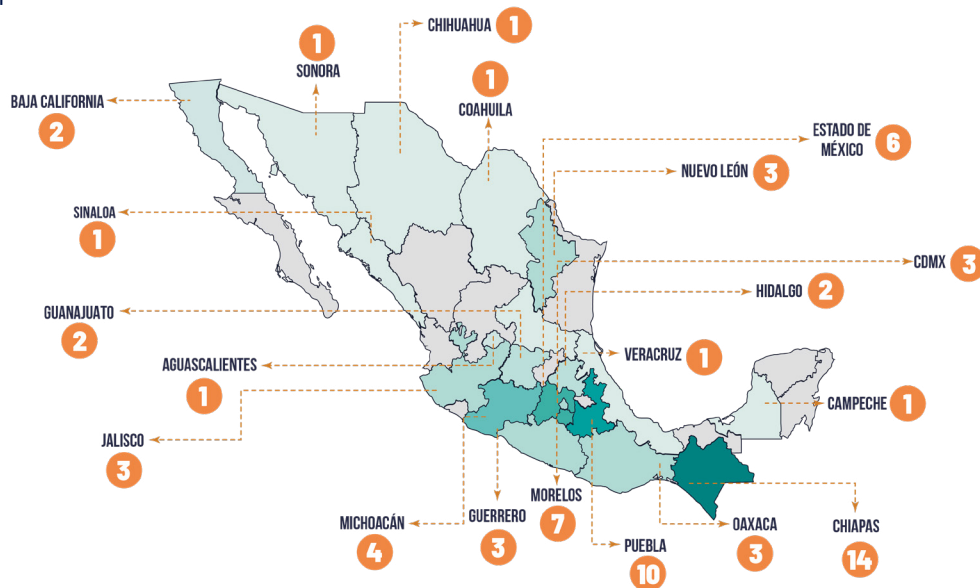 CHIHUAHUA 1
1
SONORA
1
COAHUILA
BAJA CALIFORNIA
2
ESTADO DE
MÉXICO 6
NUEVO LEÓN 3
SINALOA
1
CDMX 3
HIDALGO 2
GUANAJUATO
2
VERACRUZ 1
AGUASCALIENTES
1
CAMPECHE 1
JALISCO
3
MORELOS
7
MICHOACÁN
4
GUERRERO
3
PUEBLA
10
OAXACA
3
CHIAPAS
14